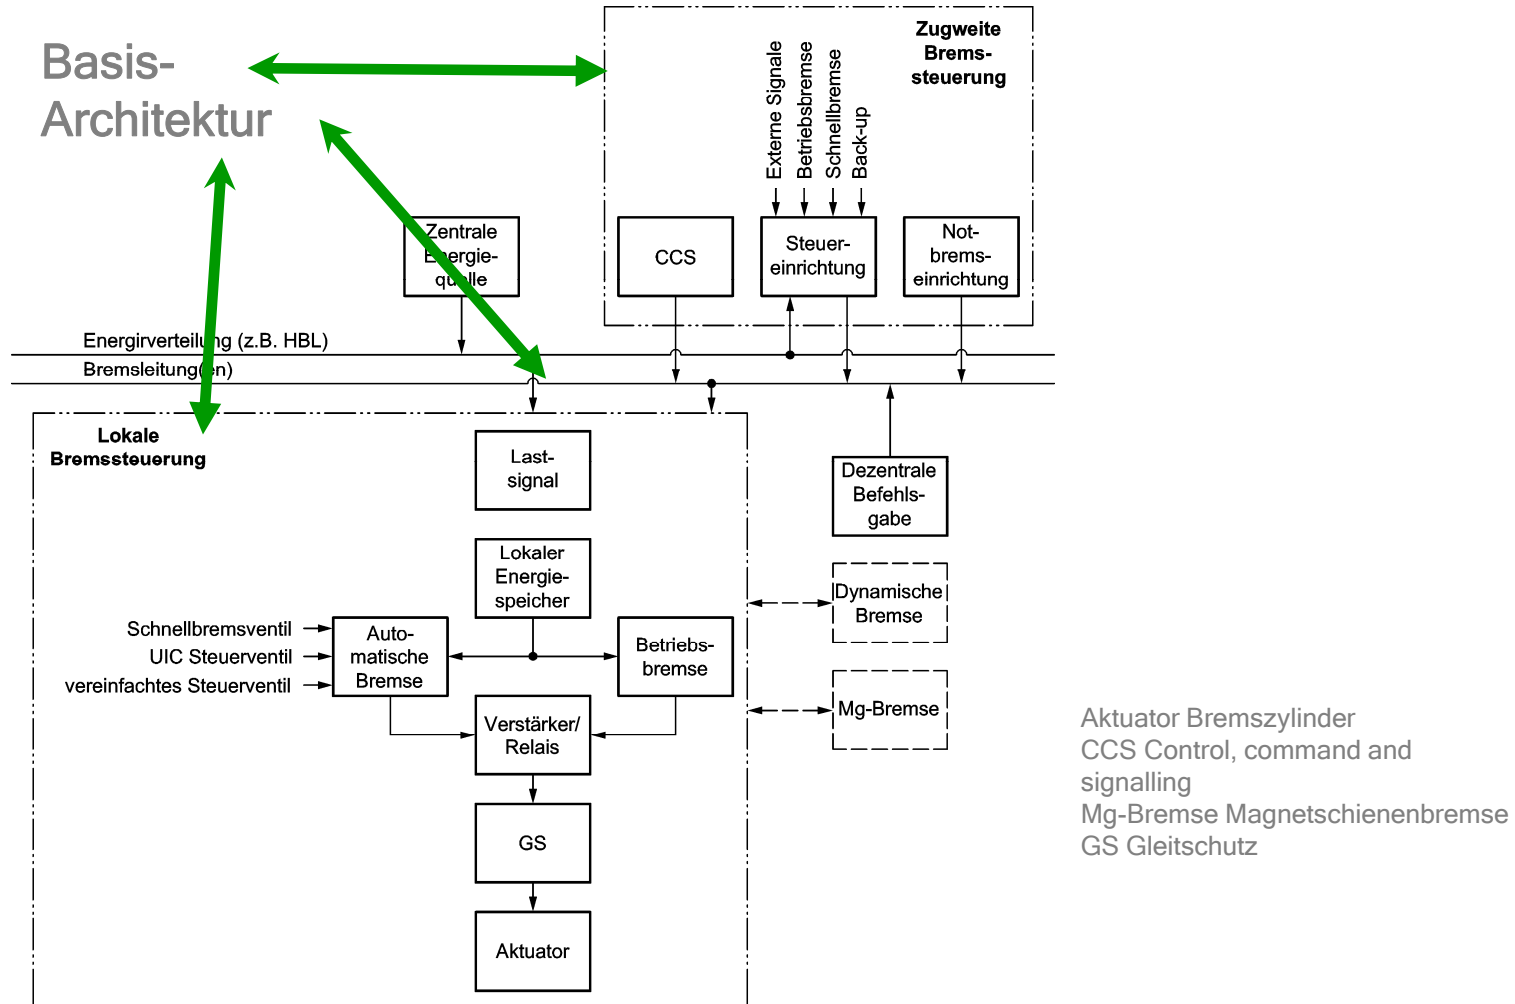 Basis-
Architektur
Zugweite
Brems-
steuerung
Externe Signale
Betriebsbremse
Schnellbremse
Back-up
Zentrale
Energie-
quelle
CCS
Steuer-
einrichtung
Not-
brems-
einrichtung
Energirverteilung (z.B. HBL)
Bremsleitung(en)
Lokale
Bremssteuerung
Last-
signal
Dezentrale
Befehls-
gabe
Lokaler
Energie-
speicher
Dynamische
Bremse
Schnellbremsventil
UIC Steuerventil
vereinfachtes Steuerventil
Auto-
matische
Bremse
Betriebs-
bremse
Mg-Bremse
Verstärker/
Relais
GS
Aktuator
Aktuator Bremszylinder
CCS Control, command and
signalling
Mg-Bremse Magnetschienenbremse
GS Gleitschutz